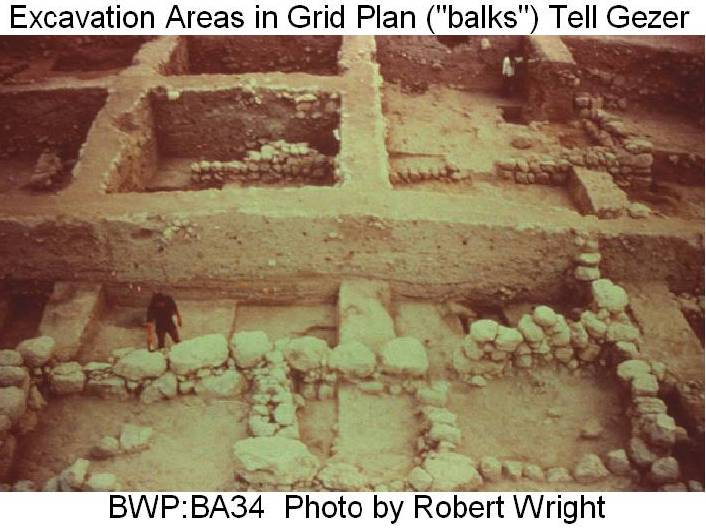 Excavation Areas in Grid Plan ("balks") Tell Gezer
BWP:BA34 Photo by Robert Wright